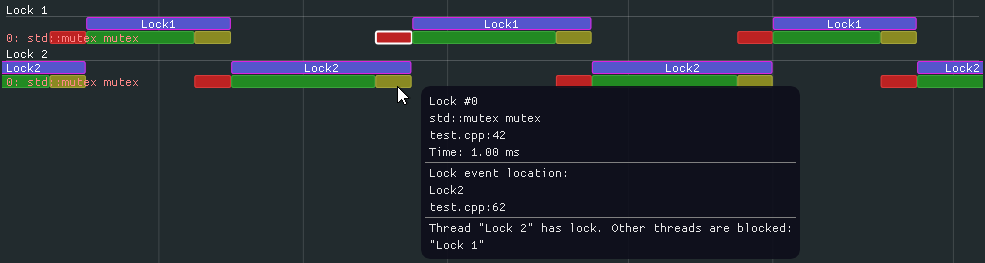 Lock 1
Lock1 Lock1 Lock1
0: std::mutex mutex
Lock 2
Lock2 Lock2 Lock2 Lock2
0: std::mutex mutex
Lock #0
std::mutex mutex
test.cpp:42
Time: 1.00 ms
Lock event location:
Lock2
test.cpp:62
Thread "Lock 2" has lock. Other threads are blocked:
"Lock 1"